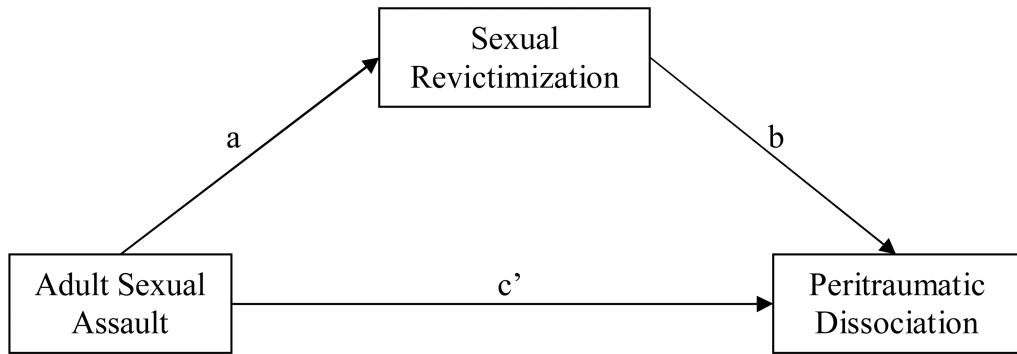 Sexual
Revictimization
a
b
Adult Sexual
Assault
c’
Peritraumatic
Dissociation